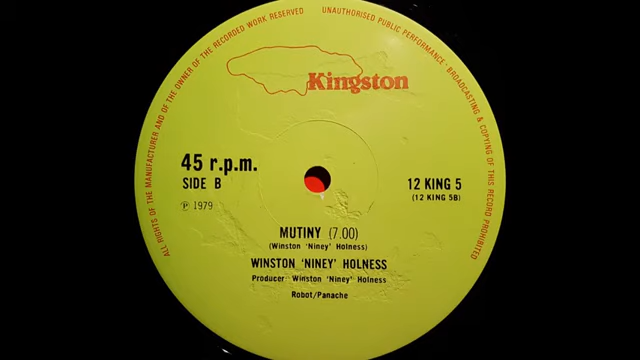 ALL RIGHTS OF THE MANUFACTURER AND OF THE OWNER OF THE RECORDED WORK RESERVED
UNAUTHORISED PUBLIC PERFORMANCE · BROADCASTING & COPYING OF THIS RECORD PROHIBITED
Kingston
45 r.p.m.
SIDE B
12 KING 5
(12 KING 5B)
℗ 1979
MUTINY (7.00)
(Winston 'Niney' Holness)
WINSTON 'NINEY' HOLNESS
Producer: Winston 'Niney' Holness
Robot/Panache